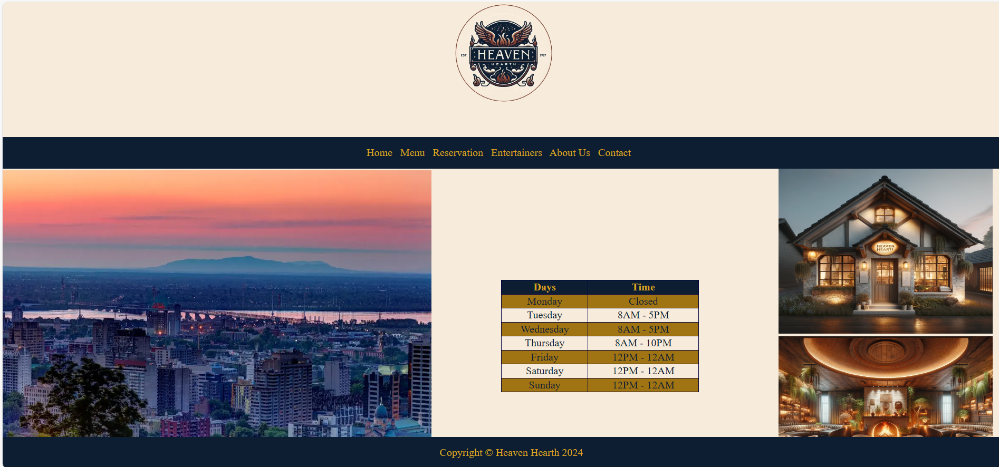 EST. HEAVEN 1987
HEARTH
Home Menu Reservation Entertainers About Us Contact
HEAVEN
HEARTH
Days Time
Monday Closed
Tuesday 8AM - 5PM
Wednesday 8AM - 5PM
Thursday 8AM - 10PM
Friday 12PM - 12AM
Saturday 12PM - 12AM
Sunday 12PM - 12AM
Copyright © Heaven Hearth 2024